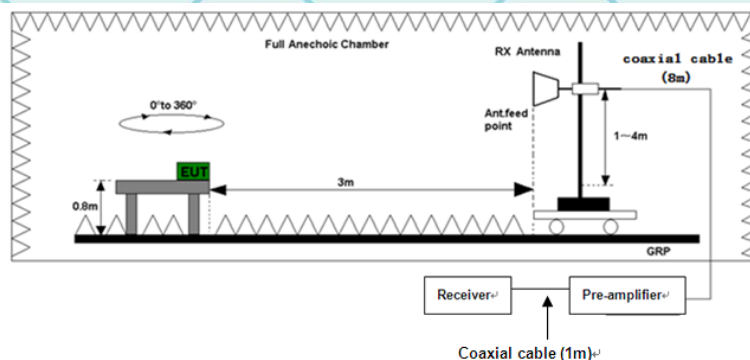 Full Anechoic Chamber
RX Antenna
coaxial cable
(8m)
0°to 360°
Ant.feed
point
1~4m
EUT
3m
0.8m
GRP
Receiver↵
Pre-amplifier↵
Coaxial cable (1m)↵